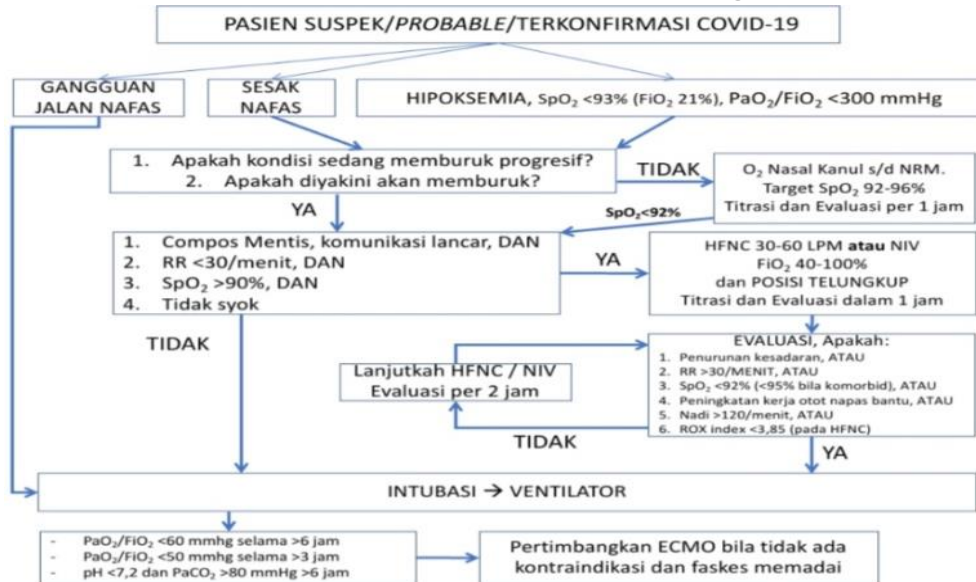 PASIEN SUSPEK/PROBABLE/TERKONFIRMASI COVID-19
GANGGUAN
JALAN NAFAS
SESAK
NAFAS
HIPOKSEMIA, SpO₂ <93% (FiO₂ 21%), PaO₂/FiO₂ <300 mmHg
1. Apakah kondisi sedang memburuk progresif?
2. Apakah diyakini akan memburuk?
TIDAK
O₂ Nasal Kanul s/d NRM.
Target SpO₂ 92-96%
Titrasi dan Evaluasi per 1 jam
YA
SpO₂<92%
1. Compos Mentis, komunikasi lancar, DAN
2. RR <30/menit, DAN
3. SpO₂ >90%, DAN
4. Tidak syok
YA
HFNC 30-60 LPM atau NIV
FiO₂ 40-100%
dan POSISI TELUNGKUP
Titrasi dan Evaluasi dalam 1 jam
TIDAK
EVALUASI, Apakah:
1. Penurunan kesadaran, ATAU
2. RR >30/MENIT, ATAU
3. SpO₂ <92% (<95% bila komorbid), ATAU
4. Peningkatan kerja otot napas bantu, ATAU
5. Nadi >120/menit, ATAU
6. ROX index <3,85 (pada HFNC)
Lanjutkah HFNC / NIV
Evaluasi per 2 jam
TIDAK
YA
INTUBASI → VENTILATOR
- PaO₂/FiO₂ <60 mmhg selama >6 jam
- PaO₂/FiO₂ <50 mmHg selama >3 jam
- pH <7,2 dan PaCO₂ >80 mmHg >6 jam
Pertimbangkan ECMO bila tidak ada
kontraindikasi dan faskes memadai